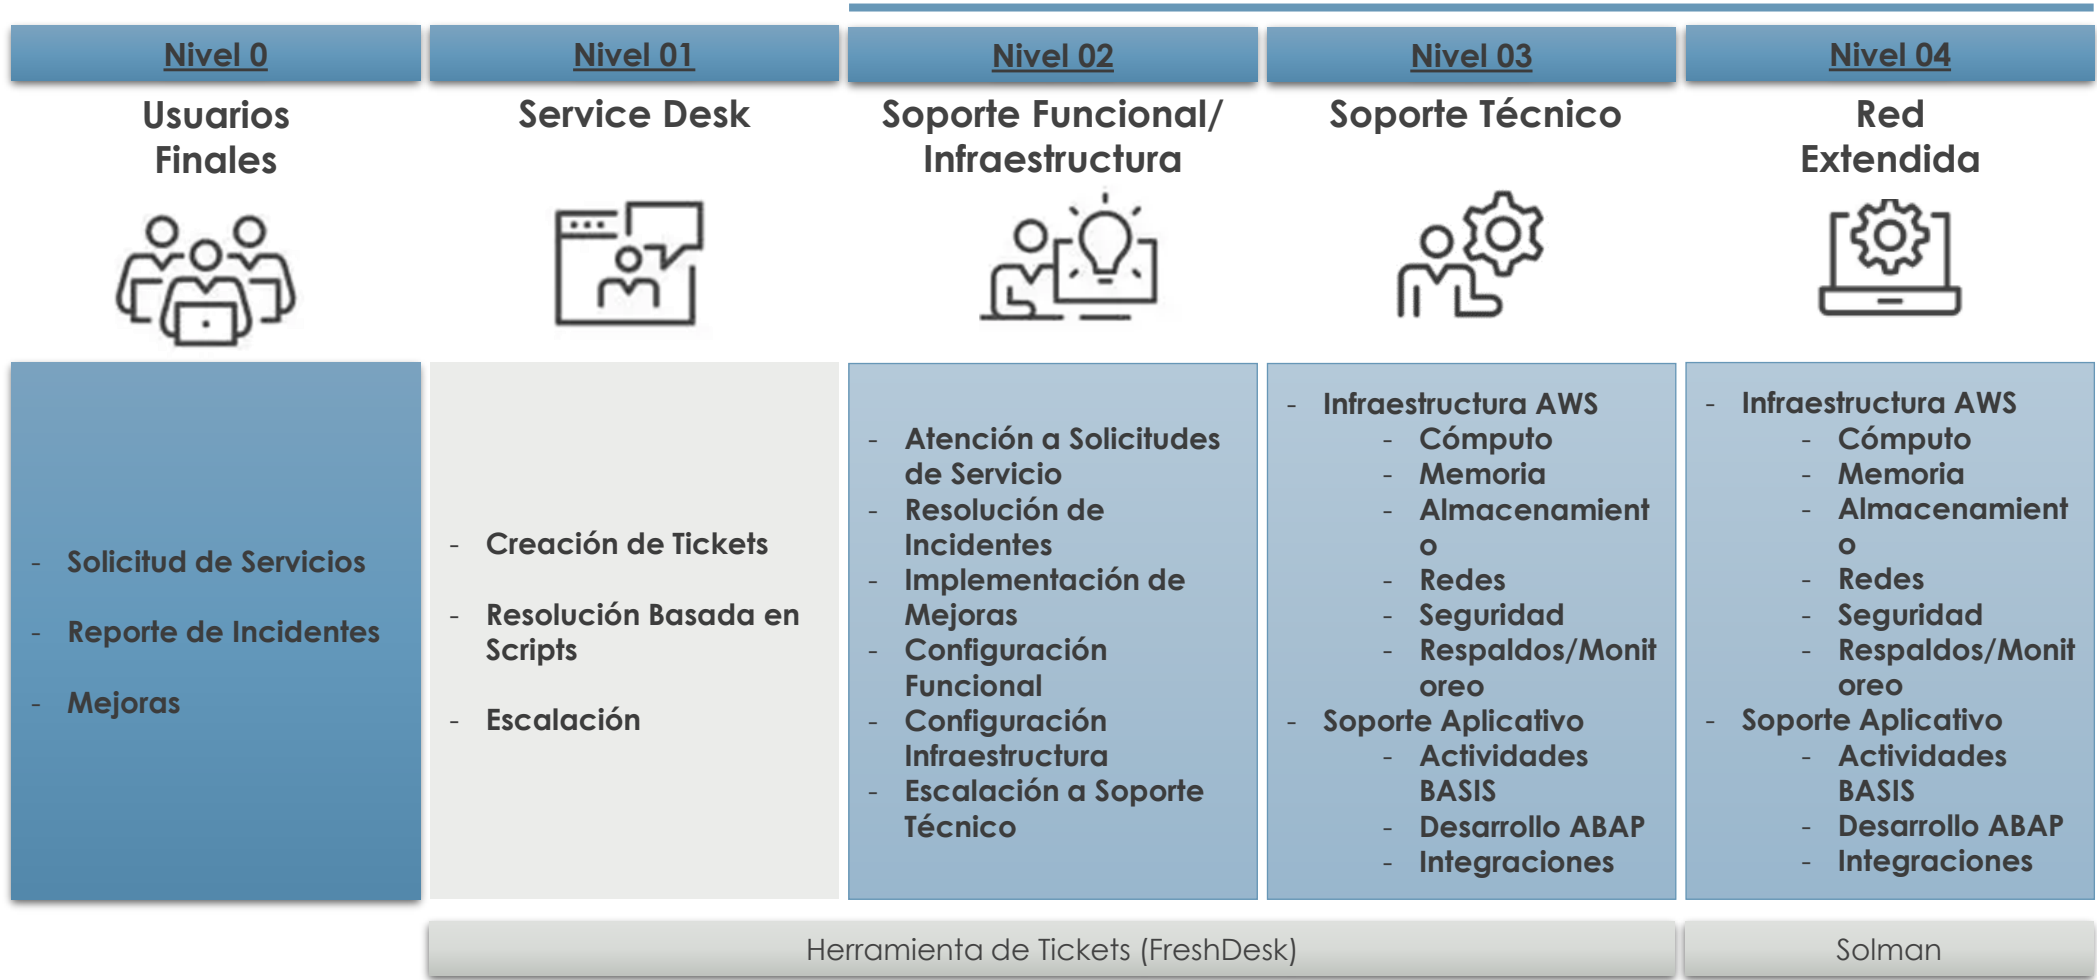 Nivel 0
Usuarios
Finales
- Solicitud de Servicios
- Reporte de Incidentes
- Mejoras
Nivel 01
Service Desk
- Creación de Tickets
- Resolución Basada en
Scripts
- Escalación
Nivel 02
Soporte Funcional/
Infraestructura
- Atención a Solicitudes
de Servicio
- Resolución de
Incidentes
- Implementación de
Mejoras
- Configuración
Funcional
- Configuración
Infraestructura
- Escalación a Soporte
Técnico
Nivel 03
Soporte Técnico
- Infraestructura AWS
- Cómputo
- Memoria
- Almacenamient
o
- Redes
- Seguridad
- Respaldos/Monit
oreo
- Soporte Aplicativo
- Actividades
BASIS
- Desarrollo ABAP
- Integraciones
Nivel 04
Red
Extendida
- Infraestructura AWS
- Cómputo
- Memoria
- Almacenamient
o
- Redes
- Seguridad
- Respaldos/Monit
oreo
- Soporte Aplicativo
- Actividades
BASIS
- Desarrollo ABAP
- Integraciones
Herramienta de Tickets (FreshDesk)
Solman